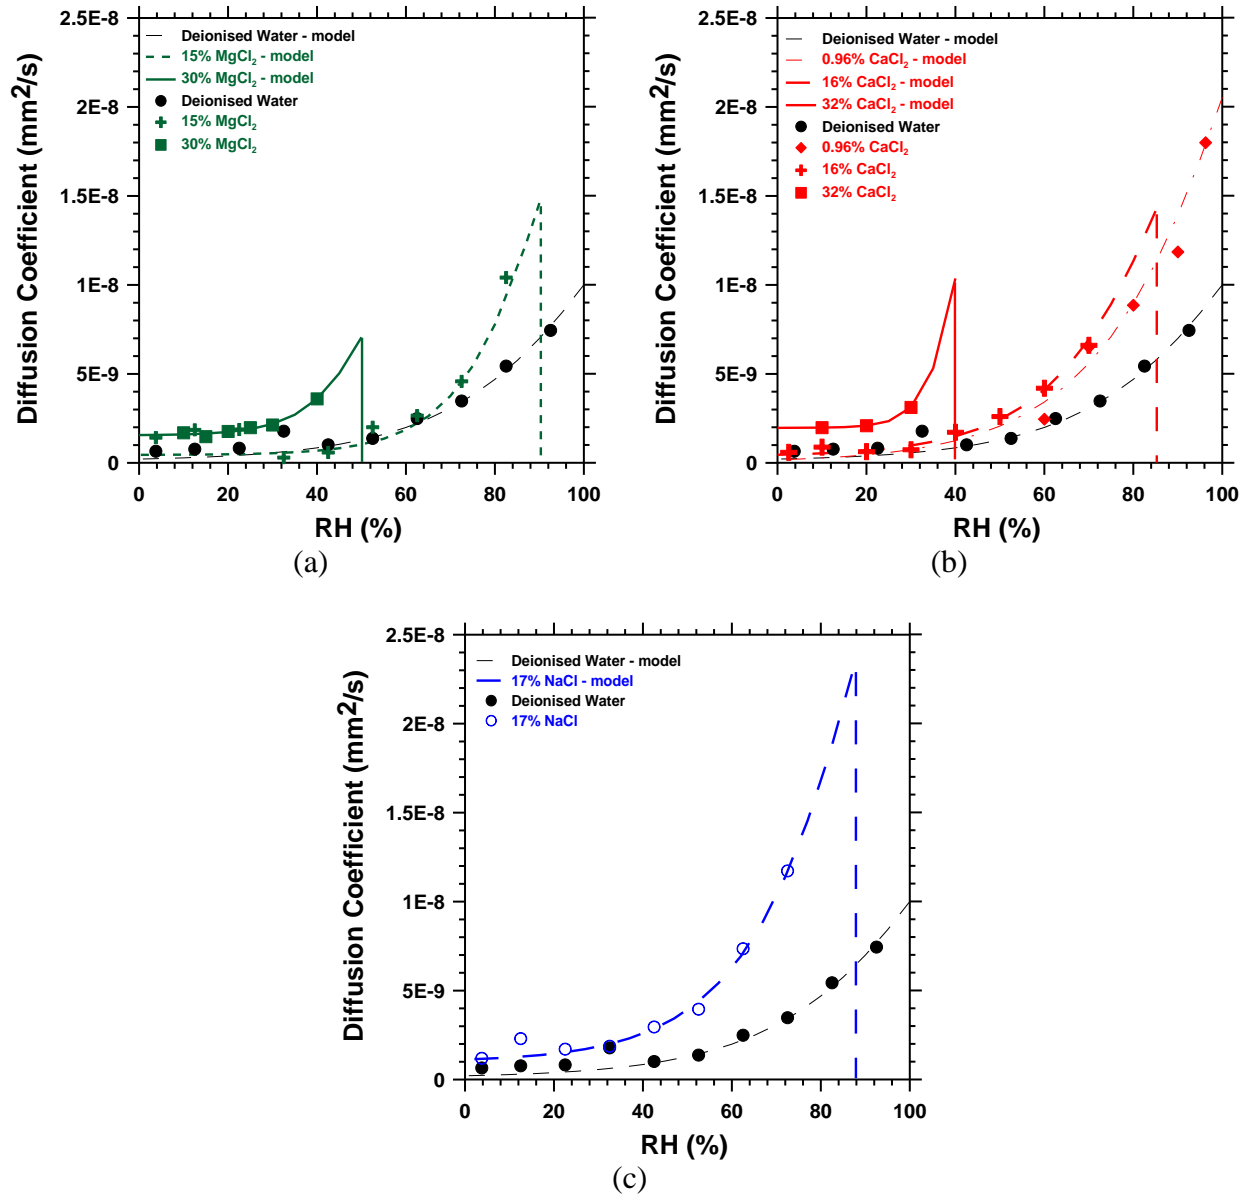 2.5E-8
2E-8
1.5E-8
1E-8
5E-9
0
0 20 40 60 80 100
Diffusion Coefficient (mm²/s)
RH (%)
Deionised Water - model
15% MgCl₂ - model
30% MgCl₂ - model
Deionised Water
15% MgCl₂
30% MgCl₂
(a)
2.5E-8
2E-8
1.5E-8
1E-8
5E-9
0
0 20 40 60 80 100
Diffusion Coefficient (mm²/s)
RH (%)
Deionised Water - model
0.96% CaCl₂ - model
16% CaCl₂ - model
32% CaCl₂ - model
Deionised Water
0.96% CaCl₂
16% CaCl₂
32% CaCl₂
(b)
2.5E-8
2E-8
1.5E-8
1E-8
5E-9
0
0 20 40 60 80 100
Diffusion Coefficient (mm²/s)
RH (%)
Deionised Water - model
17% NaCl - model
Deionised Water
17% NaCl
(c)